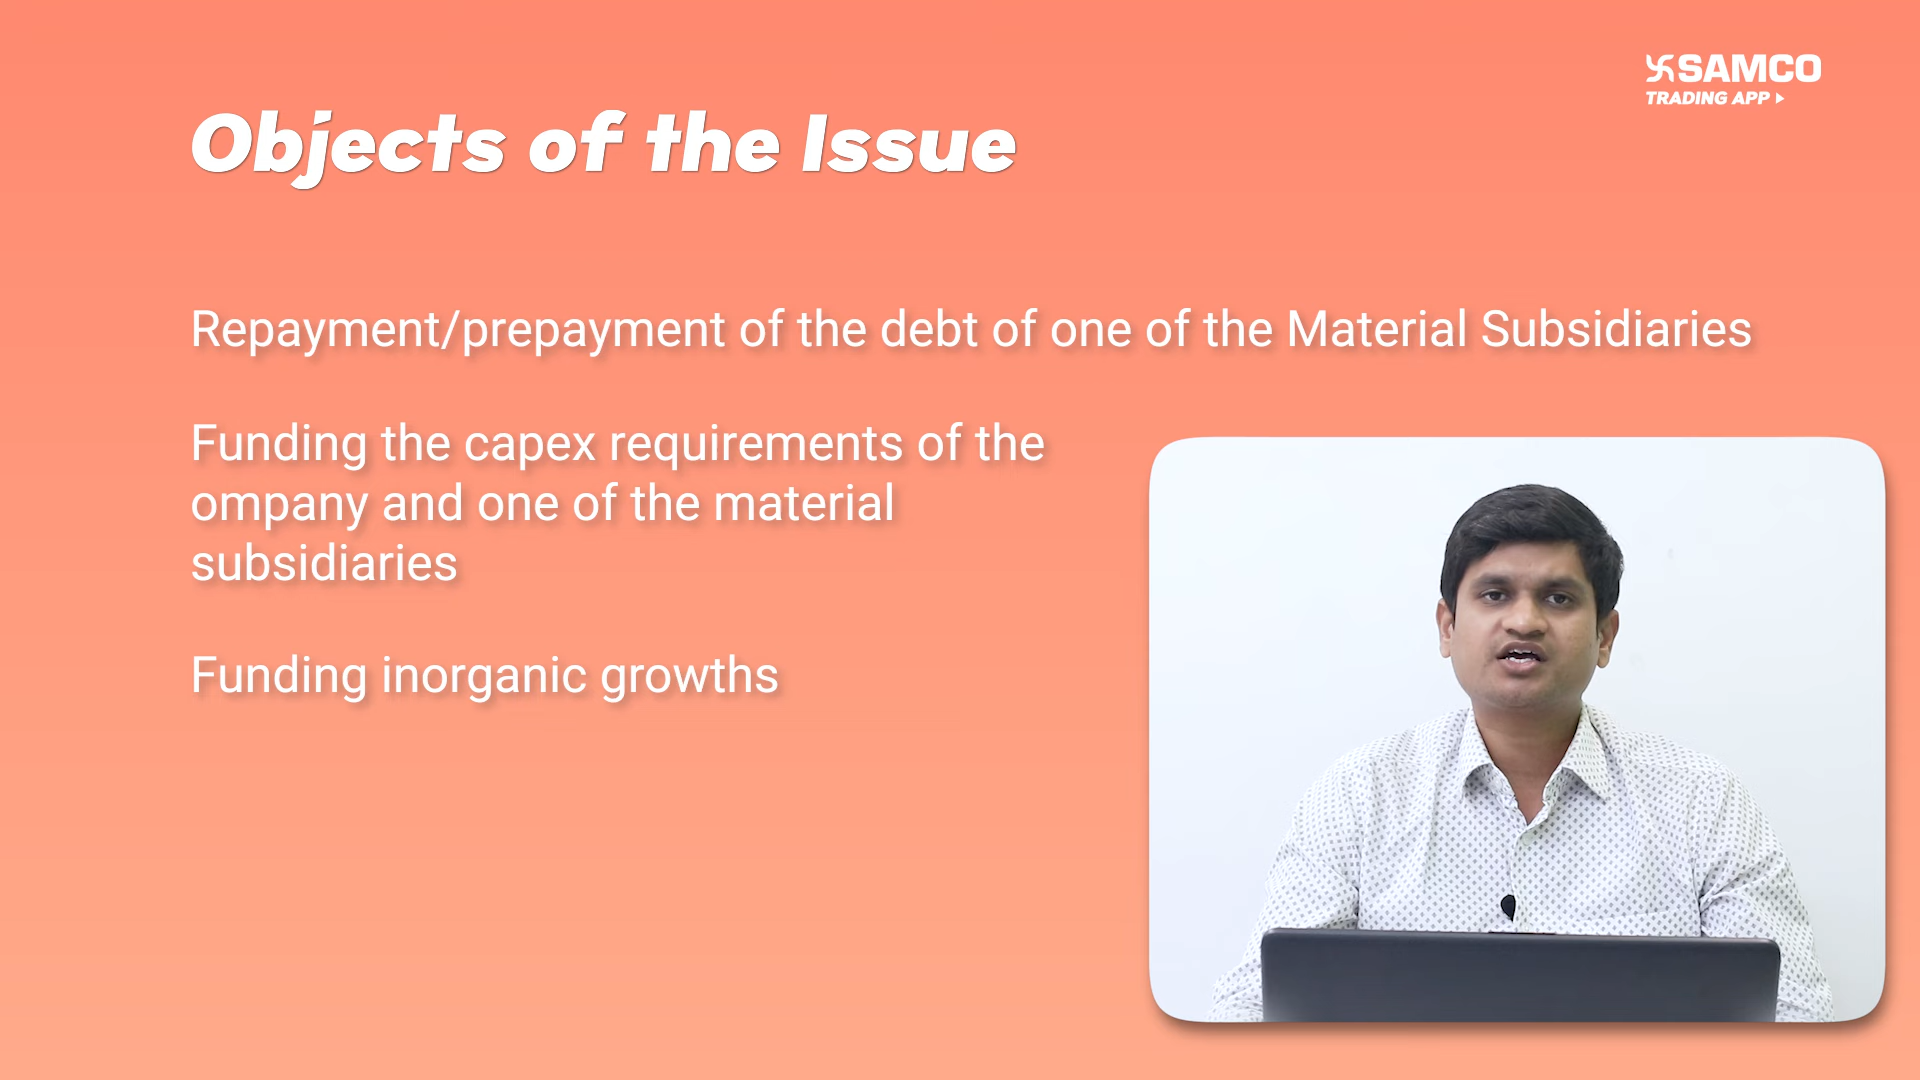 SAMCO
TRADING APP
Objects of the Issue
Repayment/prepayment of the debt of one of the Material Subsidiaries
Funding the capex requirements of the
ompany and one of the material
subsidiaries
Funding inorganic growths